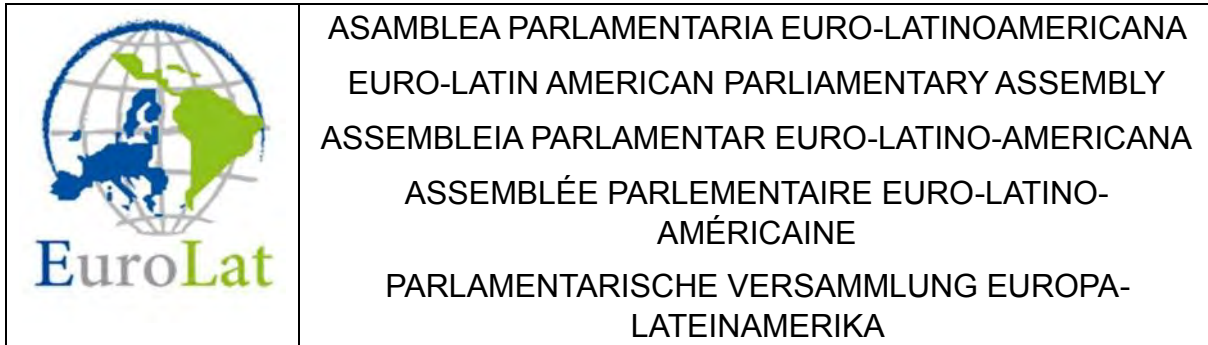 EuroLat
ASAMBLEA PARLAMENTARIA EURO-LATINOAMERICANA
EURO-LATIN AMERICAN PARLIAMENTARY ASSEMBLY
ASSEMBLEIA PARLAMENTAR EURO-LATINO-AMERICANA
ASSEMBLÉE PARLEMENTAIRE EURO-LATINO-
AMÉRICAINE
PARLAMENTARISCHE VERSAMMLUNG EUROPA-
LATEINAMERIKA